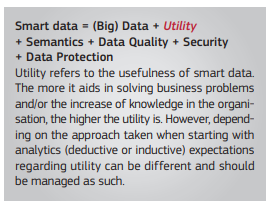 Smart data = (Big) Data + Utility
+ Semantics + Data Quality + Security
+ Data Protection
Utility refers to the usefulness of smart data.
The more it aids in solving business problems
and/or the increase of knowledge in the organi-
sation, the higher the utility is. However, depend-
ing on the approach taken when starting with
analytics (deductive or inductive) expectations
regarding utility can be different and should
be managed as such.